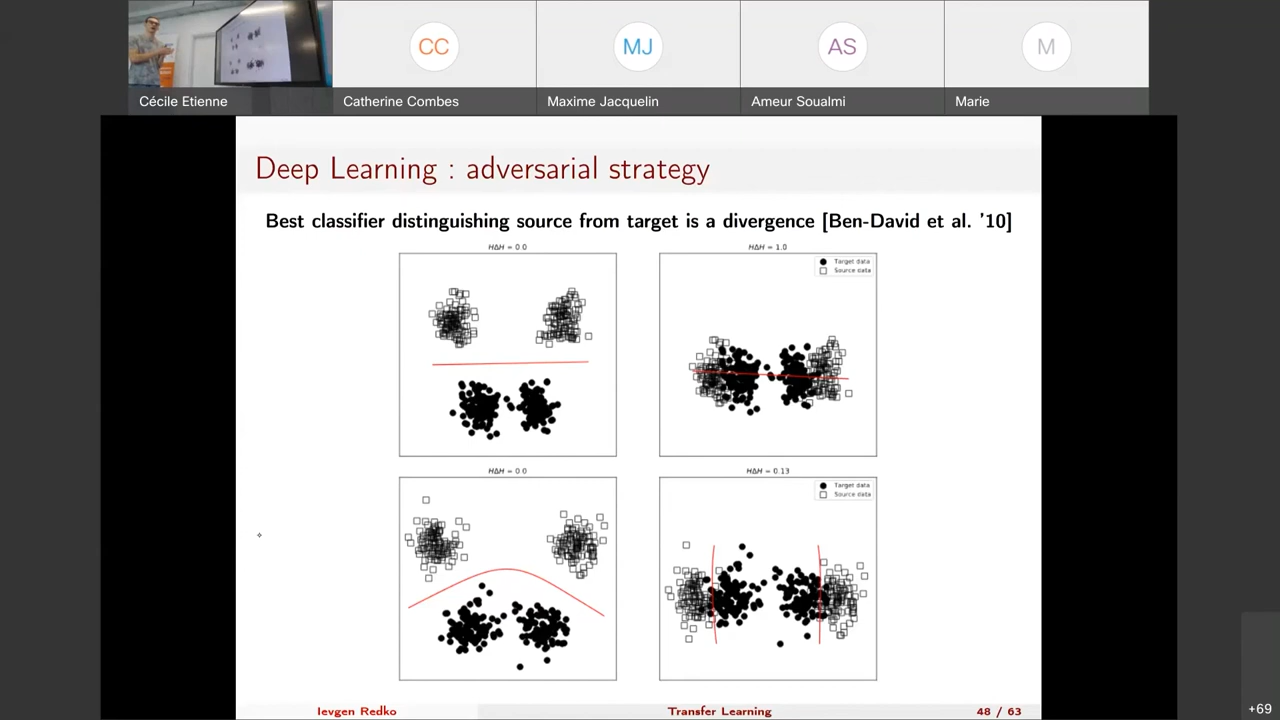 CC
MJ
AS
M
Cécile Etienne
Catherine Combes
Maxime Jacquelin
Ameur Soualmi
Marie
Deep Learning : adversarial strategy
Best classifier distinguishing source from target is a divergence [Ben-David et al. '10]
HΔH = 0.0
HΔH = 1.0
Target data
Source data
HΔH = 0.0
HΔH = 0.13
Target data
Source data
Ievgen Redko
Transfer Learning
48 / 63
+69